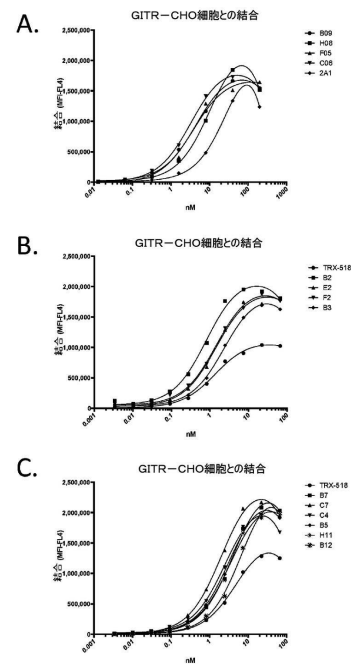 A.
GITR-CHO細胞との結合
結合 (MFI-FL4)
2,500,000
2,000,000
1,500,000
1,000,000
500,000
0
0.01
0.1
1
10
100
1000
nM
B09
H08
F05
C08
2A1
B.
GITR-CHO細胞との結合
結合 (MFI-FL4)
2,500,000
2,000,000
1,500,000
1,000,000
500,000
0
0.001
0.01
0.1
1
10
100
nM
TRX-518
B2
E2
F2
B3
C.
GITR-CHO細胞との結合
結合 (MFI-FL4)
2,500,000
2,000,000
1,500,000
1,000,000
500,000
0
0.001
0.01
0.1
1
10
100
nM
TRX-518
B7
C7
C4
B5
H11
B12